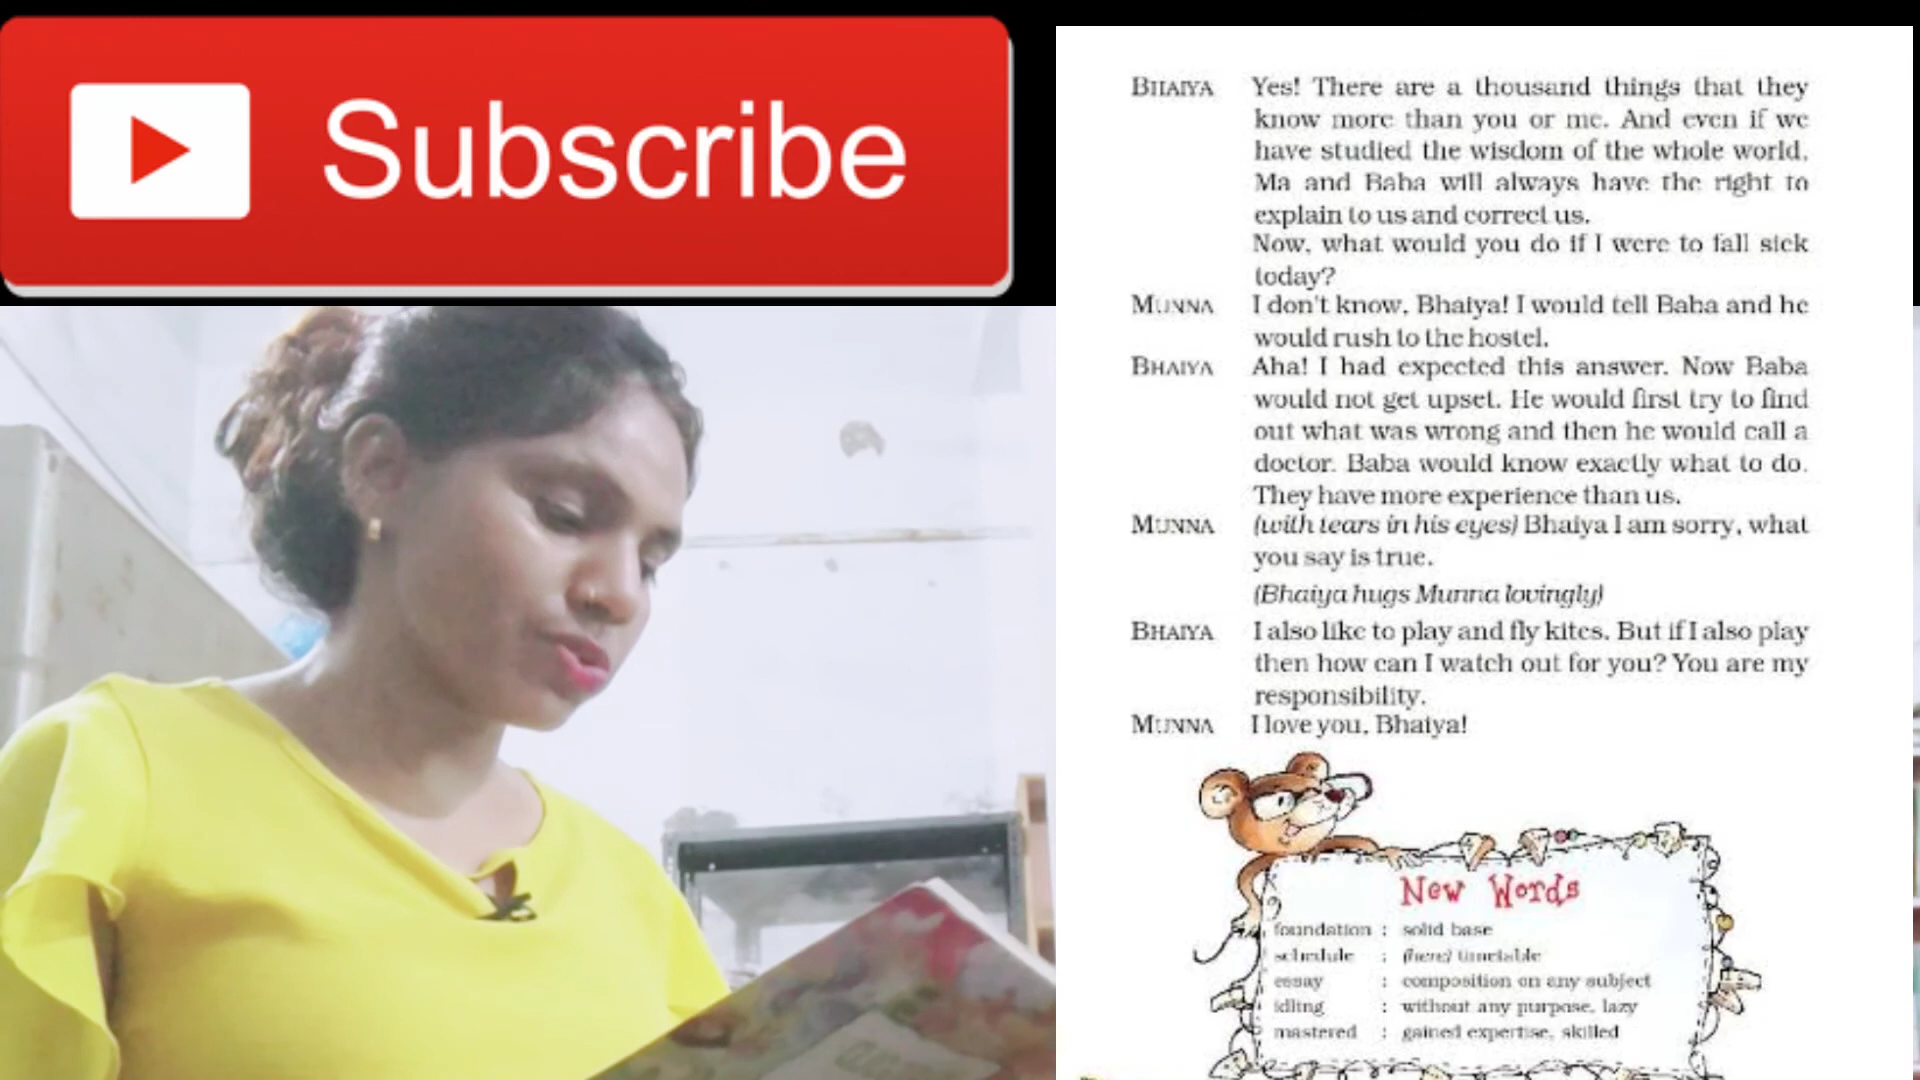 Subscribe
BHAIYA Yes! There are a thousand things that they
know more than you or me. And even if we
have studied the wisdom of the whole world,
Ma and Baba will always have the right to
explain to us and correct us.
Now, what would you do if I were to fall sick
today?
MUNNA I don't know, Bhaiya! I would tell Baba and he
would rush to the hostel.
BHAIYA Aha! I had expected this answer. Now Baba
would not get upset. He would first try to find
out what was wrong and then he would call a
doctor. Baba would know exactly what to do.
They have more experience than us.
MUNNA (with tears in his eyes) Bhaiya I am sorry, what
you say is true.
(Bhaiya hugs Munna lovingly)
BHAIYA I also like to play and fly kites. But if I also play
then how can I watch out for you? You are my
responsibility.
MUNNA I love you, Bhaiya!
New Words
foundation : solid base
schedule : (here) timetable
essay : composition on any subject
idling : without any purpose, lazy
mastered : gained expertise, skilled